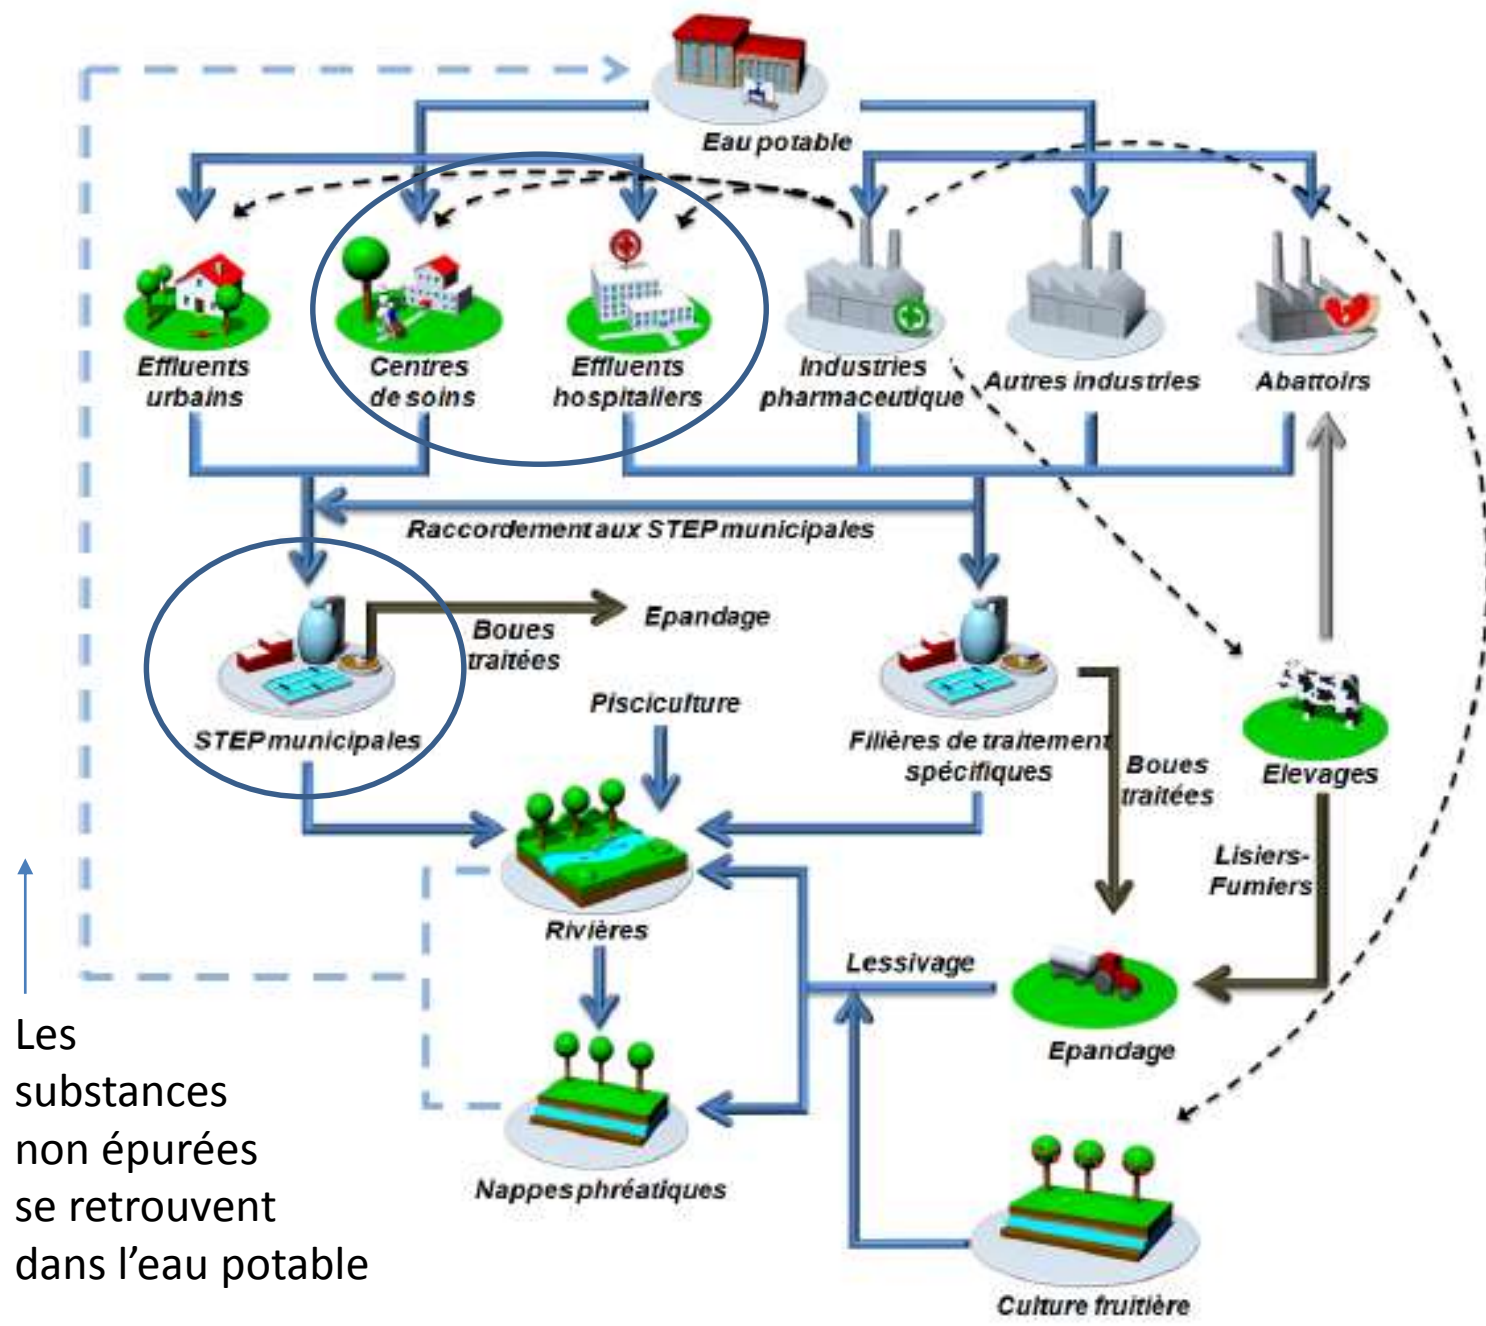 Eau potable
Effluents
urbains
Centres
de soins
Effluents
hospitaliers
Industries
pharmaceutique
Autres industries
Abattoirs
Raccordement aux STEP municipales
Boues
traitées
Epandage
Pisciculture
STEP municipales
Filières de traitement
spécifiques
Boues
traitées
Elevages
Lisiers-
Fumiers
Rivières
Lessivage
Epandage
Nappes phréatiques
Culture fruitière
Les
substances
non épurées
se retrouvent
dans l’eau potable